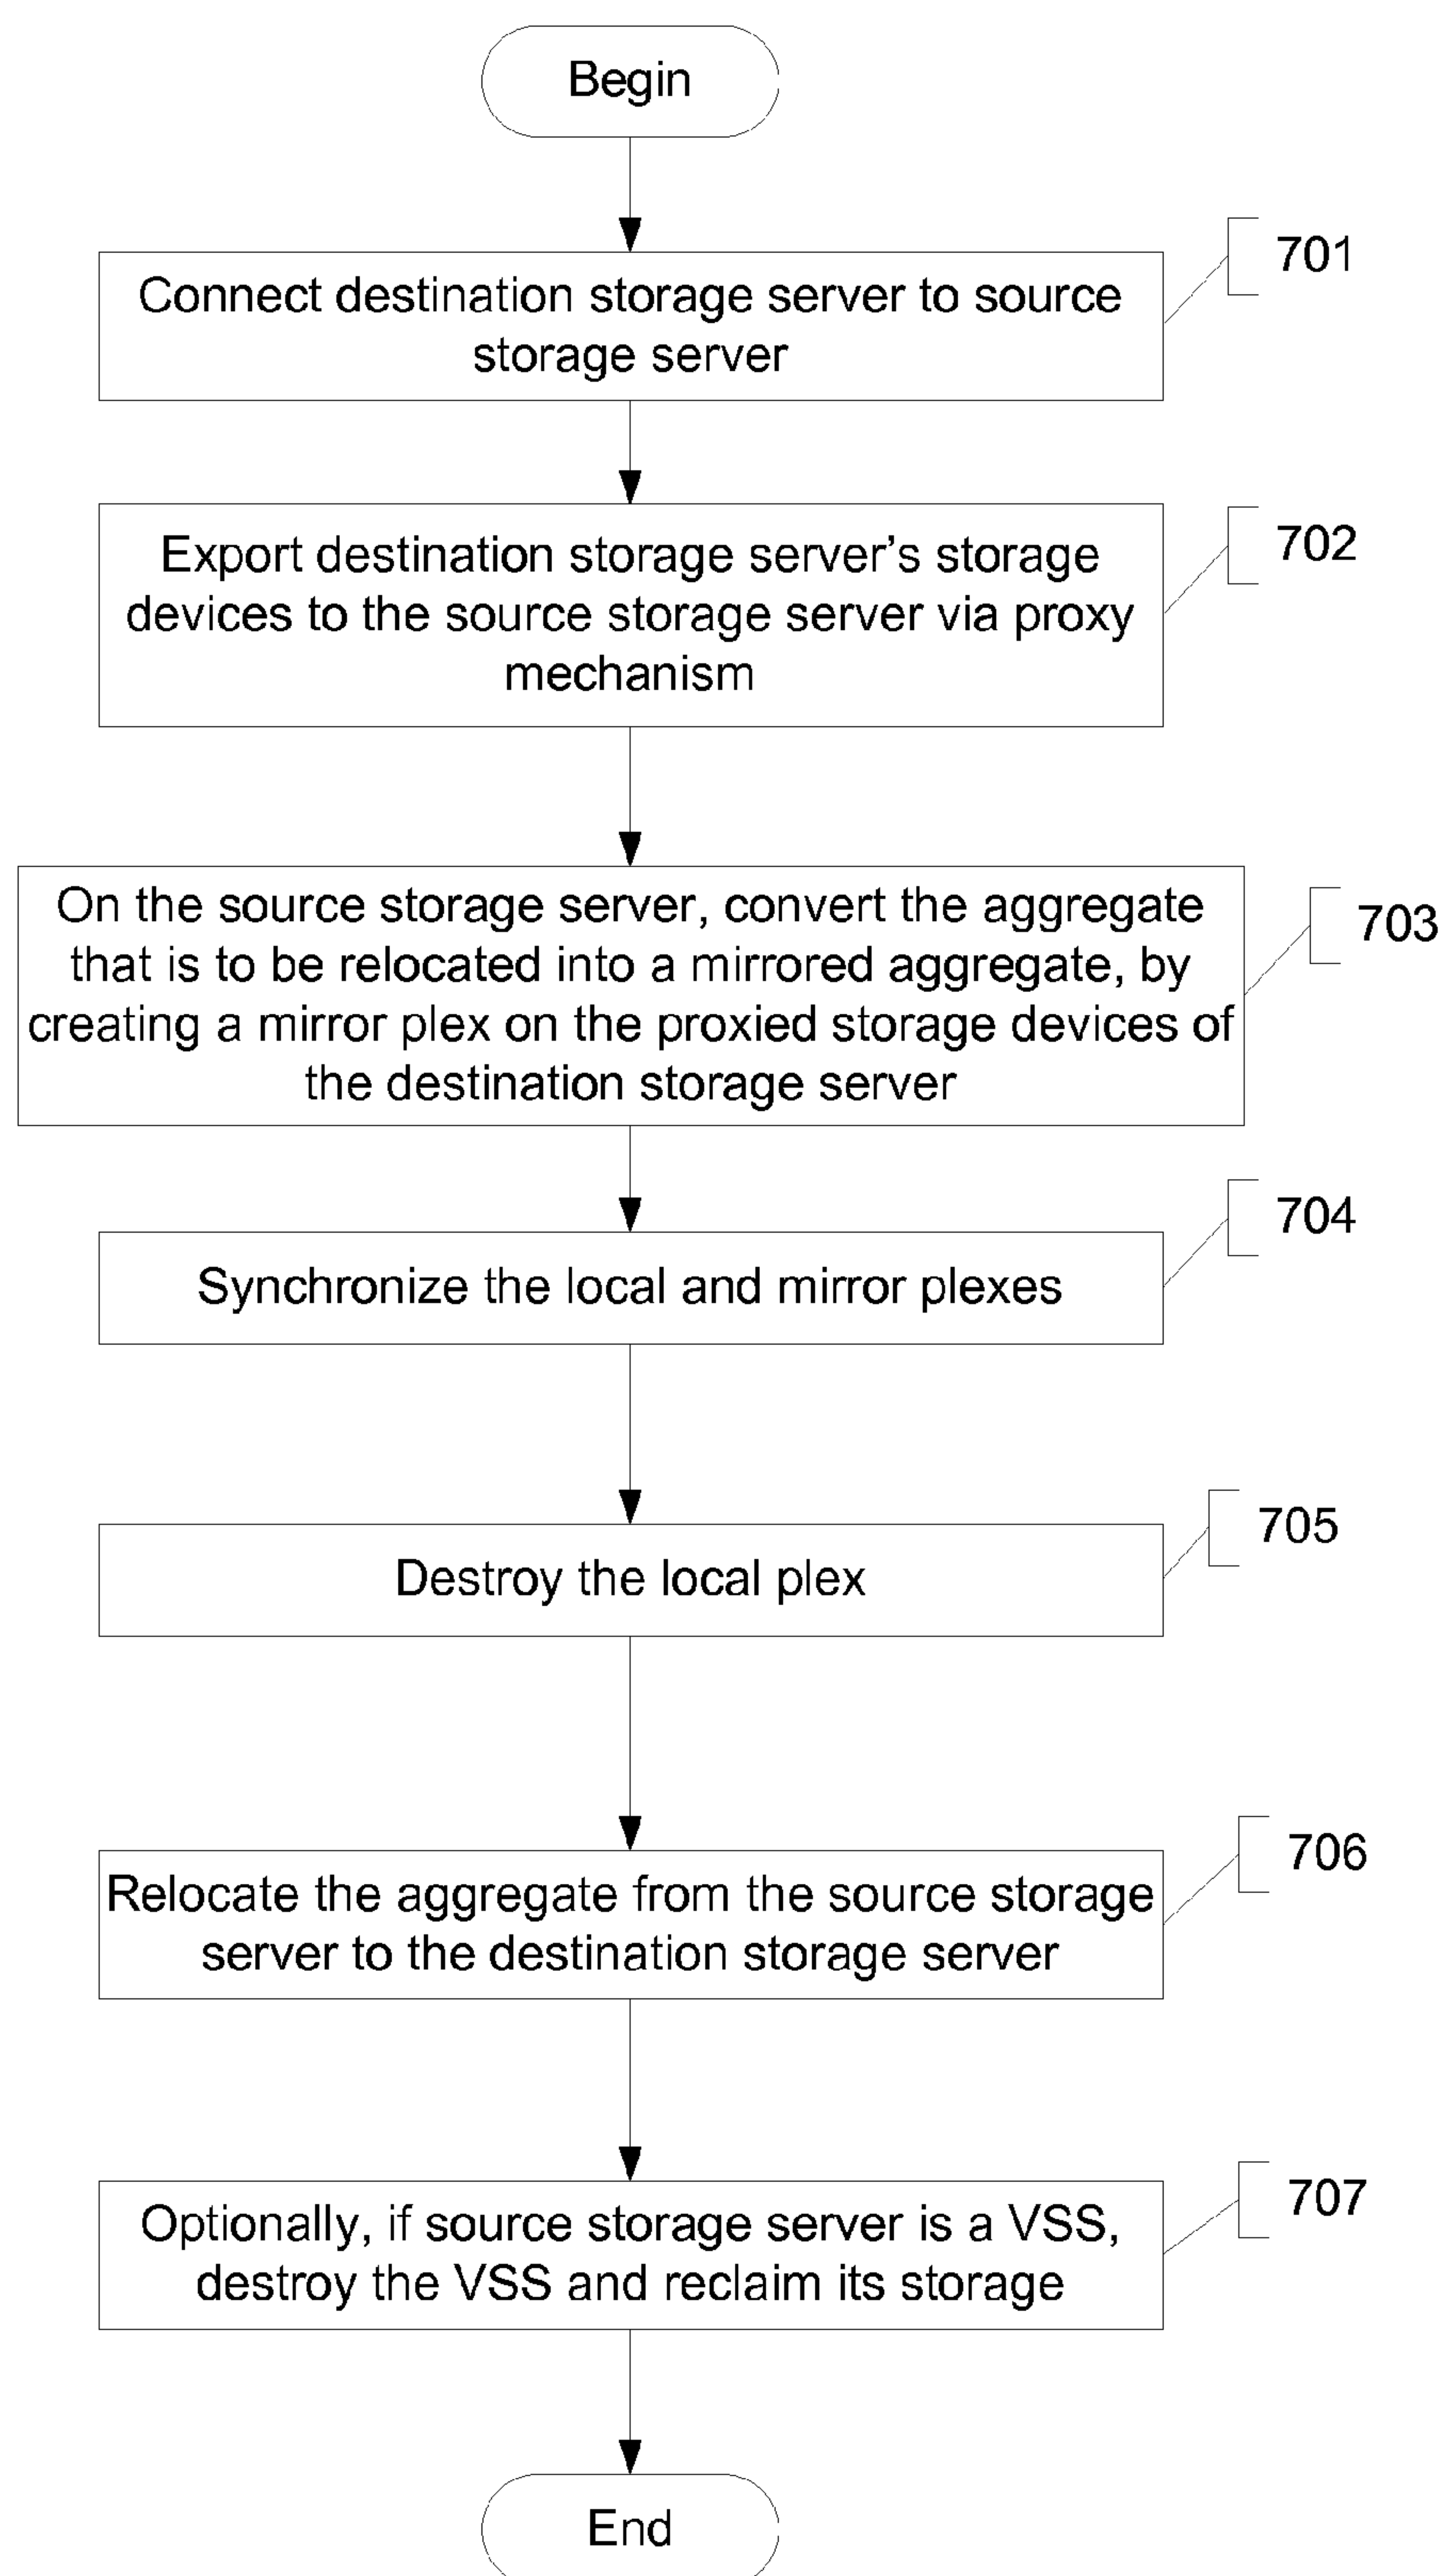 Begin
701
Connect destination storage server to source
storage server
702
Export destination storage server’s storage
devices to the source storage server via proxy
mechanism
703
On the source storage server, convert the aggregate
that is to be relocated into a mirrored aggregate, by
creating a mirror plex on the proxied storage devices of
the destination storage server
704
Synchronize the local and mirror plexes
705
Destroy the local plex
706
Relocate the aggregate from the source storage
server to the destination storage server
707
Optionally, if source storage server is a VSS,
destroy the VSS and reclaim its storage
End